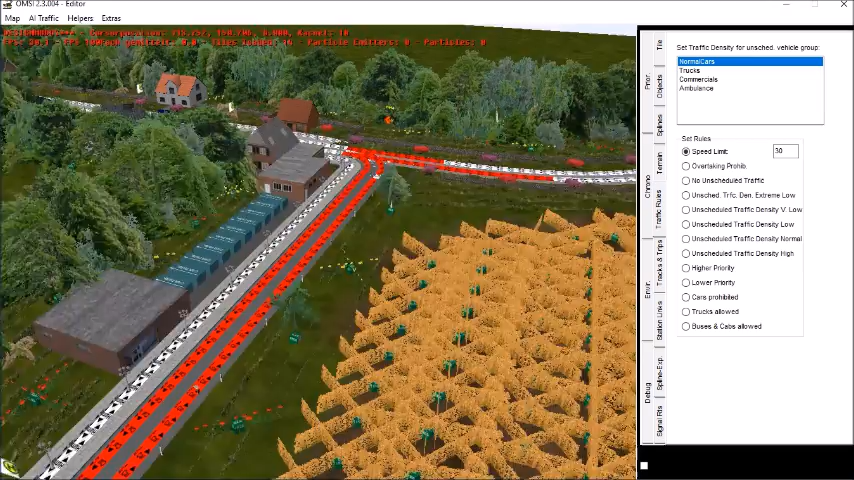 OMSI 2.3.004 - Editor
Map AI Traffic Helpers Extras
Set Traffic Density for unsched. vehicle group:
NormalCars
Trucks
Commercials
Ambulance
Set Rules
Speed Limit: 30
Overtaking Prohib.
No Unscheduled Traffic
Unsched. Trfc. Den. Extreme Low
Unscheduled Traffic Density V. Low
Unscheduled Traffic Density Low
Unscheduled Traffic Density Normal
Unscheduled Traffic Density High
Higher Priority
Lower Priority
Cars prohibited
Trucks allowed
Buses & Cabs allowed
Tile
Objects
Splines
Terrain
Traffic Rules
Tracks & Trips
Station Links
Spline-Exp.
Signal Rts
Chrono
Envir.
Debug